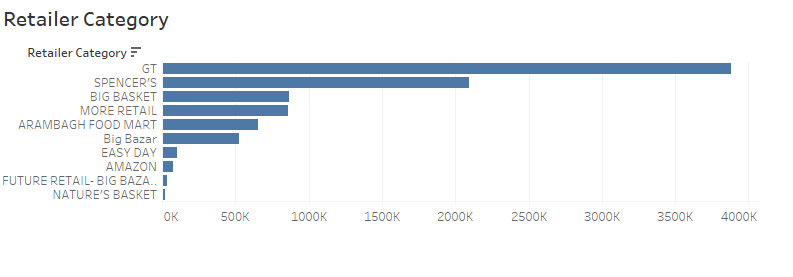 Retailer Category
Retailer Category
GT
SPENCER'S
BIG BASKET
MORE RETAIL
ARAMBAGH FOOD MART
Big Bazar
EASY DAY
AMAZON
FUTURE RETAIL- BIG BAZA..
NATURE'S BASKET
0K 500K 1000K 1500K 2000K 2500K 3000K 3500K 4000K